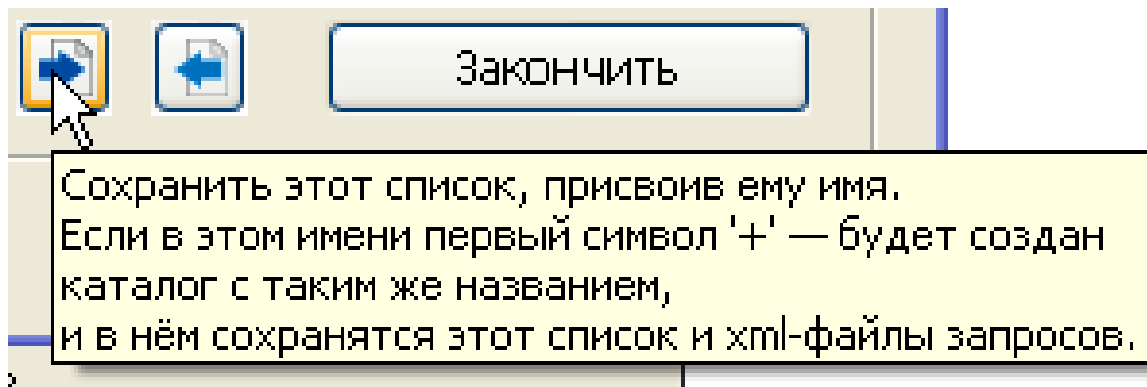 Закончить
Сохранить этот список, присвоив ему имя.
Если в этом имени первый символ '+' — будет создан
каталог с таким же названием,
и в нём сохранятся этот список и xml-файлы запросов.